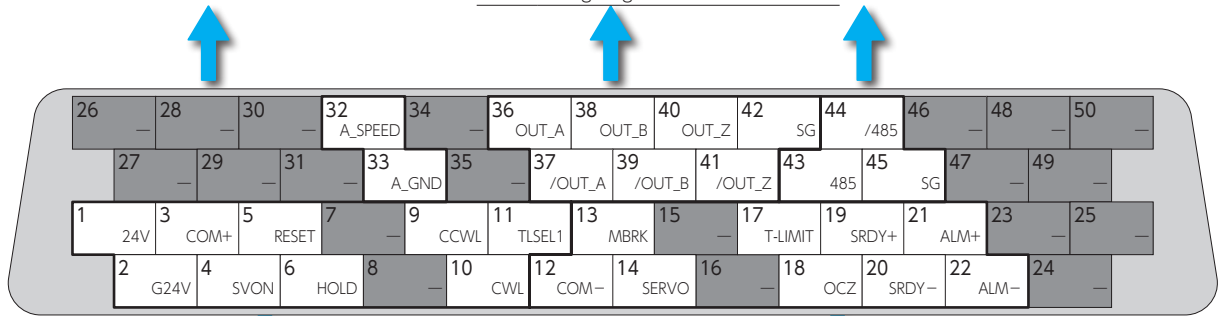 26 — 28 — 30 — 32 A_SPEED 34 — 36 OUT_A 38 OUT_B 40 OUT_Z 42 SG 44 /485 46 — 48 — 50 —
27 — 29 — 31 — 33 A_GND 35 — 37 /OUT_A 39 /OUT_B 41 /OUT_Z 43 485 45 SG 47 — 49 —
1 24V 3 COM+ 5 RESET 7 — 9 CCWL 11 TLSEL1 13 MBRK 15 — 17 T-LIMIT 19 SRDY+ 21 ALM+ 23 — 25 —
2 G24V 4 SVON 6 HOLD 8 — 10 CWL 12 COM− 14 SERVO 16 — 18 OCZ 20 SRDY− 22 ALM− 24 —